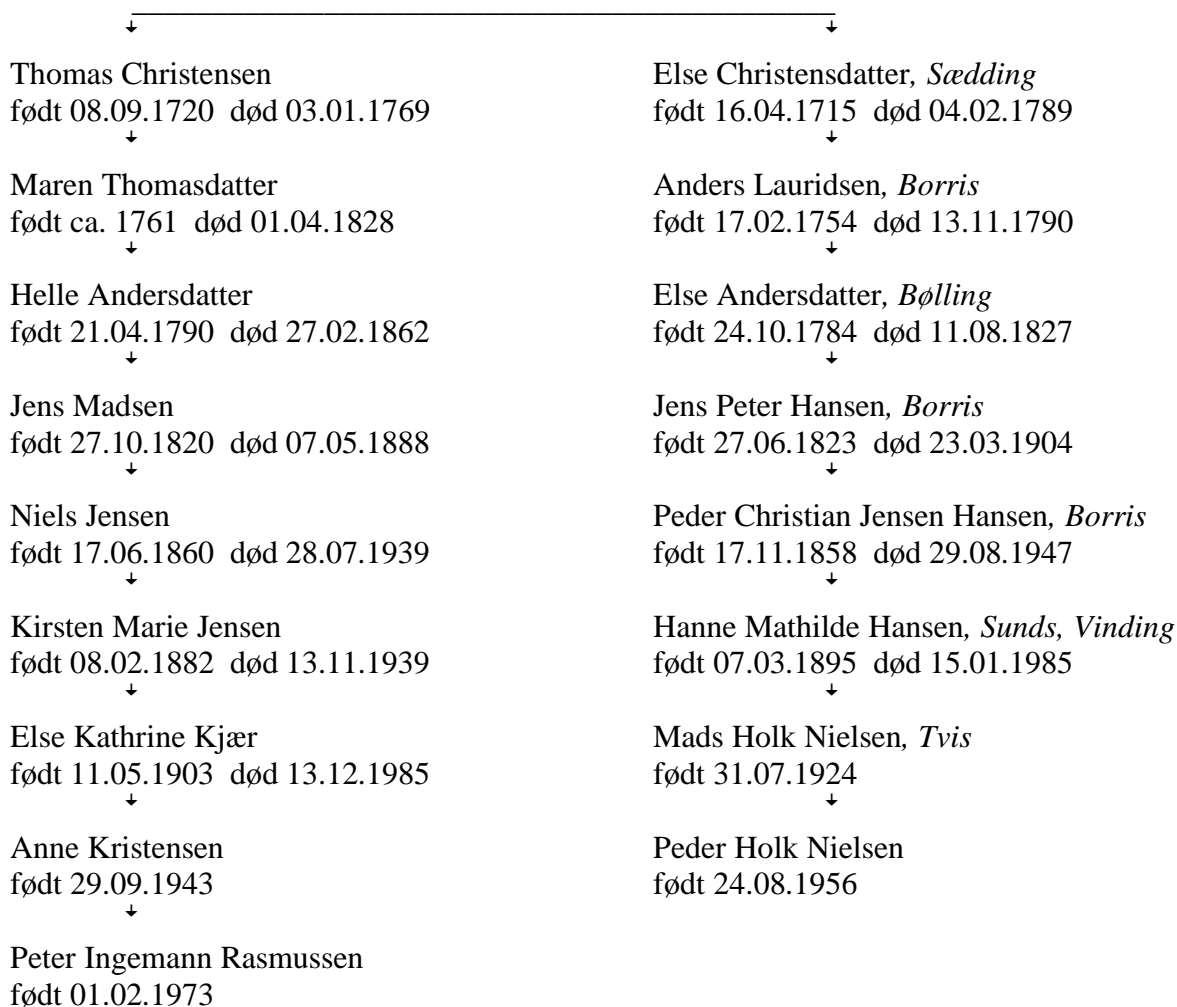 Thomas Christensen
født 08.09.1720 død 03.01.1769
Maren Thomasdatter
født ca. 1761 død 01.04.1828
Helle Andersdatter
født 21.04.1790 død 27.02.1862
Jens Madsen
født 27.10.1820 død 07.05.1888
Niels Jensen
født 17.06.1860 død 28.07.1939
Kirsten Marie Jensen
født 08.02.1882 død 13.11.1939
Else Kathrine Kjær
født 11.05.1903 død 13.12.1985
Anne Kristensen
født 29.09.1943
Peter Ingemann Rasmussen
født 01.02.1973
Else Christensdatter, Sædding
født 16.04.1715 død 04.02.1789
Anders Lauridsen, Borris
født 17.02.1754 død 13.11.1790
Else Andersdatter, Bølling
født 24.10.1784 død 11.08.1827
Jens Peter Hansen, Borris
født 27.06.1823 død 23.03.1904
Peder Christian Jensen Hansen, Borris
født 17.11.1858 død 29.08.1947
Hanne Mathilde Hansen, Sunds, Vinding
født 07.03.1895 død 15.01.1985
Mads Holk Nielsen, Tvis
født 31.07.1924
Peder Holk Nielsen
født 24.08.1956